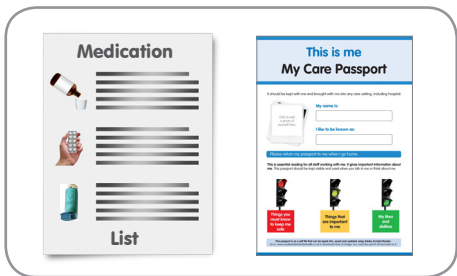 Medication
List
This is me
My Care Passport
It should be kept with me and brought with me into any care setting, including hospital.
My name is:
I like to be known as:
Please return my passport to me when I go home
This is essential reading for all staff working with me. It gives important information about
me. This passport should be kept visible and used when you talk to me or think about me.
Things you
must know
to keep me
safe
Things that
are important
to me
My likes
and
dislikes